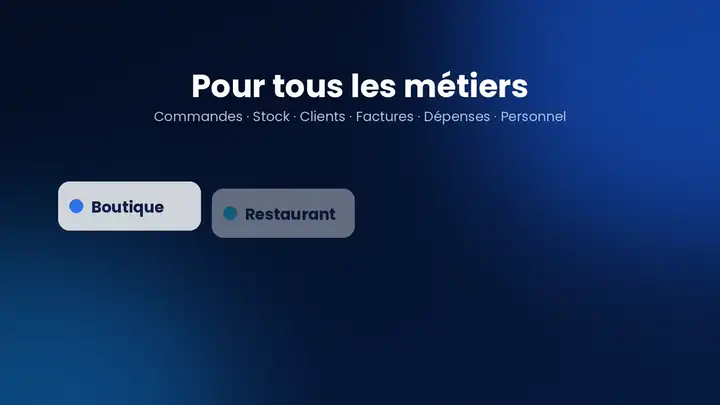 Pour tous les métiers
Commandes · Stock · Clients · Factures · Dépenses · Personnel
Boutique
Restaurant